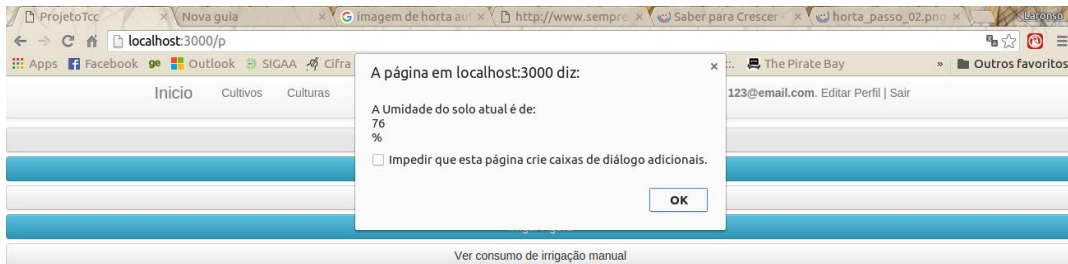 ProjetoTcc
Nova guia
imagem de horta aut
http://www.sempre
Saber para Crescer -
horta_passo_02.png
Laronso
localhost:3000/p
Apps Facebook ge Outlook SIGAA Cifra
The Pirate Bay » Outros favoritos
Inicio Cultivos Culturas
123@email.com. Editar Perfil | Sair
A página em localhost:3000 diz:
A Umidade do solo atual é de:
76
%
Impedir que esta página crie caixas de diálogo adicionais.
OK
Ver consumo de irrigação manual